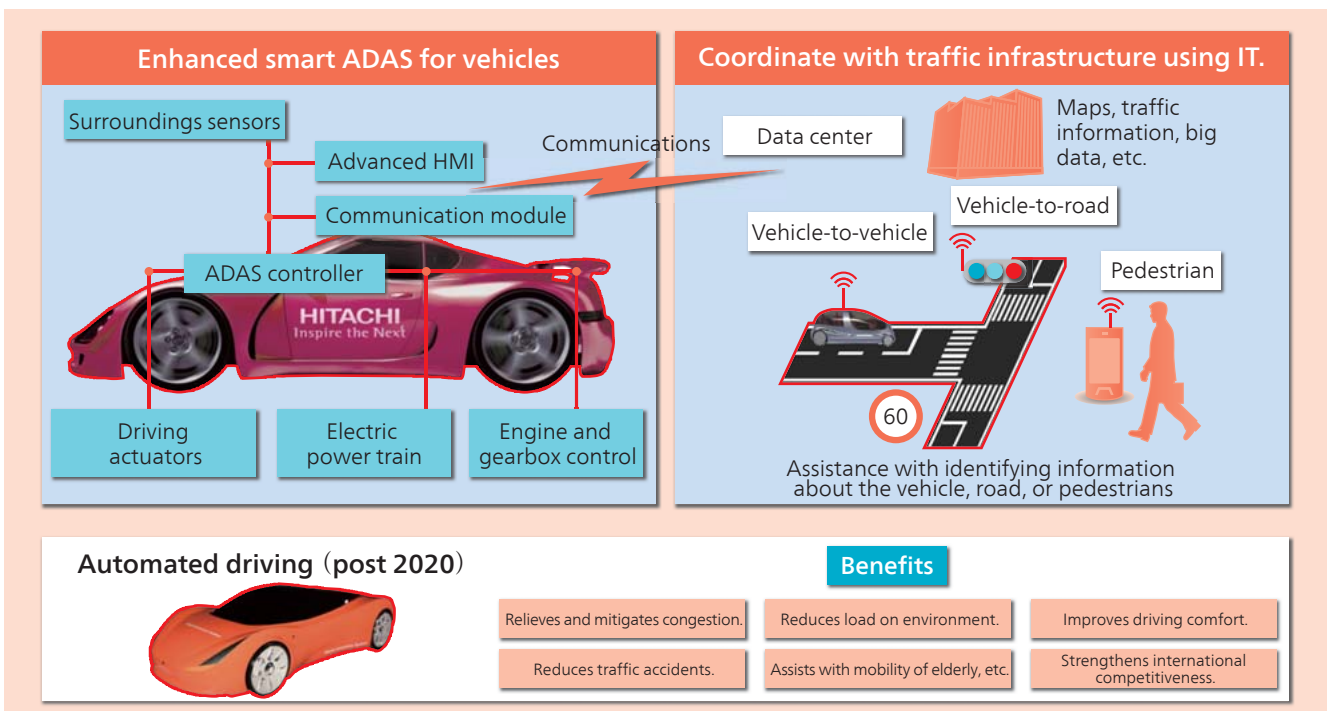 Enhanced smart ADAS for vehicles
Surroundings sensors
Advanced HMI
Communication module
ADAS controller
HITACHI
Inspire the Next
Driving
actuators
Electric
power train
Engine and
gearbox control
Communications
Coordinate with traffic infrastructure using IT.
Data center
Maps, traffic
information, big
data, etc.
Vehicle-to-road
Vehicle-to-vehicle
Pedestrian
60
Assistance with identifying information
about the vehicle, road, or pedestrians
Automated driving (post 2020)
Benefits
Relieves and mitigates congestion.
Reduces load on environment.
Improves driving comfort.
Reduces traffic accidents.
Assists with mobility of elderly, etc.
Strengthens international
competitiveness.